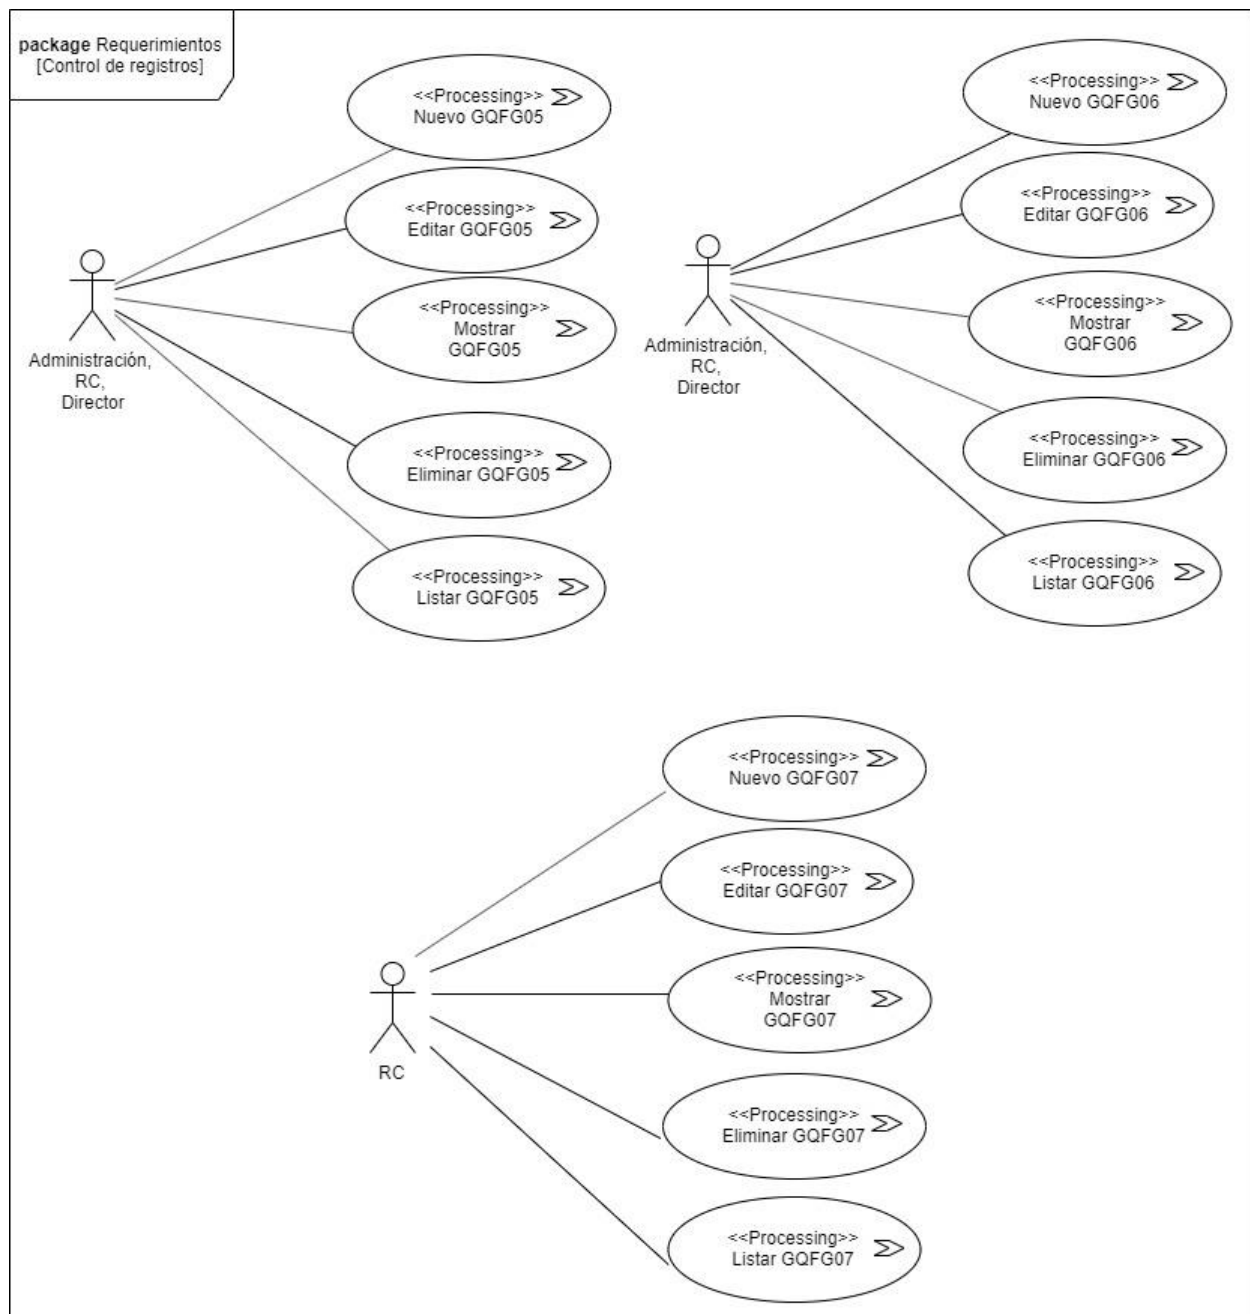 package Requerimientos
[Control de registros]
<<Processing>>
Nuevo GQFG05
<<Processing>>
Editar GQFG05
<<Processing>>
Mostrar
GQFG05
<<Processing>>
Eliminar GQFG05
<<Processing>>
Listar GQFG05
Administración,
RC,
Director
<<Processing>>
Nuevo GQFG06
<<Processing>>
Editar GQFG06
<<Processing>>
Mostrar
GQFG06
<<Processing>>
Eliminar GQFG06
<<Processing>>
Listar GQFG06
Administración,
RC,
Director
<<Processing>>
Nuevo GQFG07
<<Processing>>
Editar GQFG07
<<Processing>>
Mostrar
GQFG07
<<Processing>>
Eliminar GQFG07
<<Processing>>
Listar GQFG07
RC